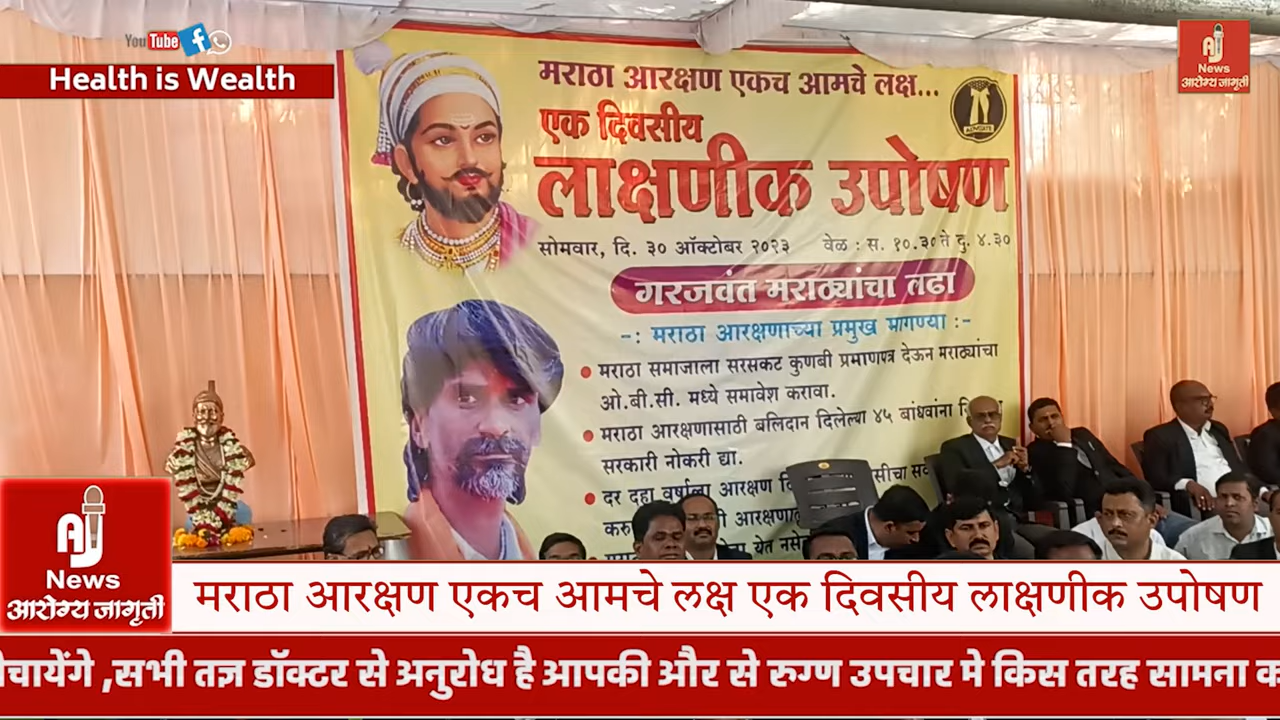 YouTube
Health is Wealth
AJ
News
आरोग्य जागृती
मराठा आरक्षण एकच आमचे लक्ष...
ADVOCATE
एक दिवसीय
लाक्षणीक उपोषण
सोमवार, दि. ३० ऑक्टोबर २०२३ वेळ : स. १०.३० ते दु. ४.३०
गरजवंत मराठ्यांचा लढा
-: मराठा आरक्षणाच्या प्रमुख मागण्या :-
• मराठा समाजाला सरसकट कुणबी प्रमाणपत्र देऊन मराठ्यांचा
ओ.बी.सी. मध्ये समावेश करावा.
• मराठा आरक्षणासाठी बलिदान दिलेल्या ४५ बांधवांना
सरकारी नोकरी द्या.
• दर दहा वर्षाला आरक्षण
येत
AJ
News
आरोग्य जागृती
मराठा आरक्षण एकच आमचे लक्ष एक दिवसीय लाक्षणीक उपोषण
,सभी तज्ञ डॉक्टर से अनुरोध है आपकी और से रुग्ण उपचार मे किस तरह सामना